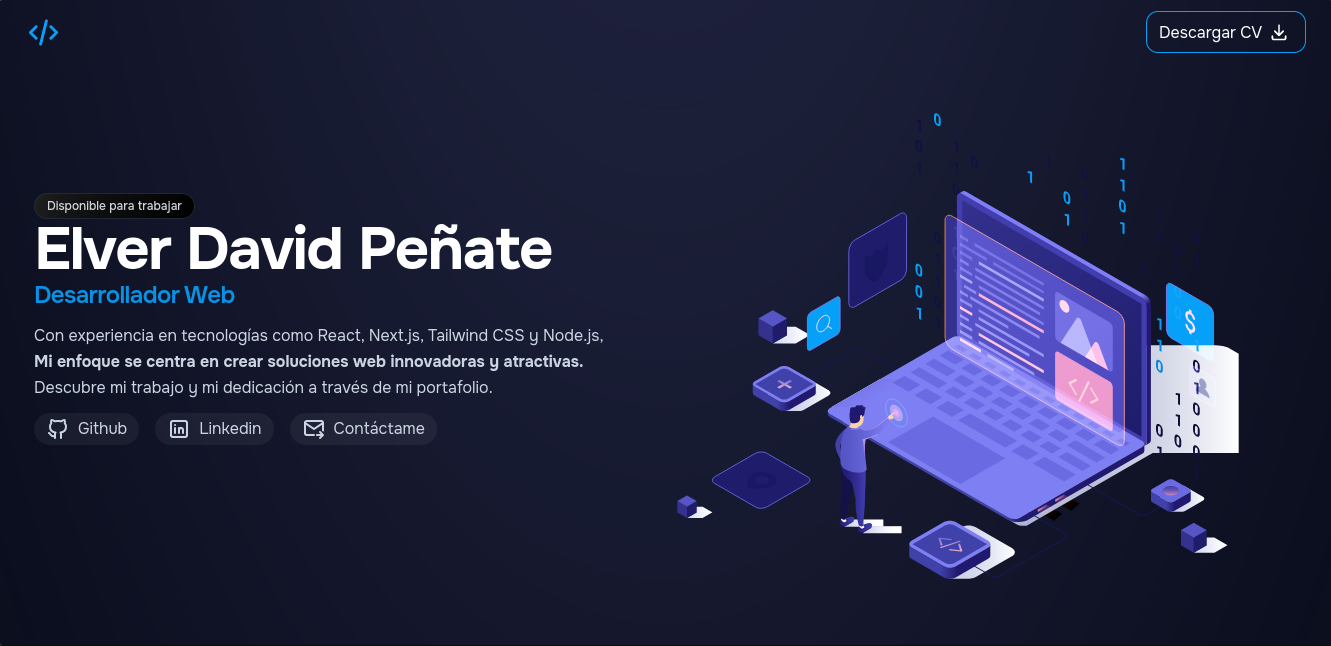 Descargar CV
Disponible para trabajar
Elver David Peñate
Desarrollador Web
Con experiencia en tecnologías como React, Next.js, Tailwind CSS y Node.js,
Mi enfoque se centra en crear soluciones web innovadoras y atractivas.
Descubre mi trabajo y mi dedicación a través de mi portafolio.
Github Linkedin Contáctame